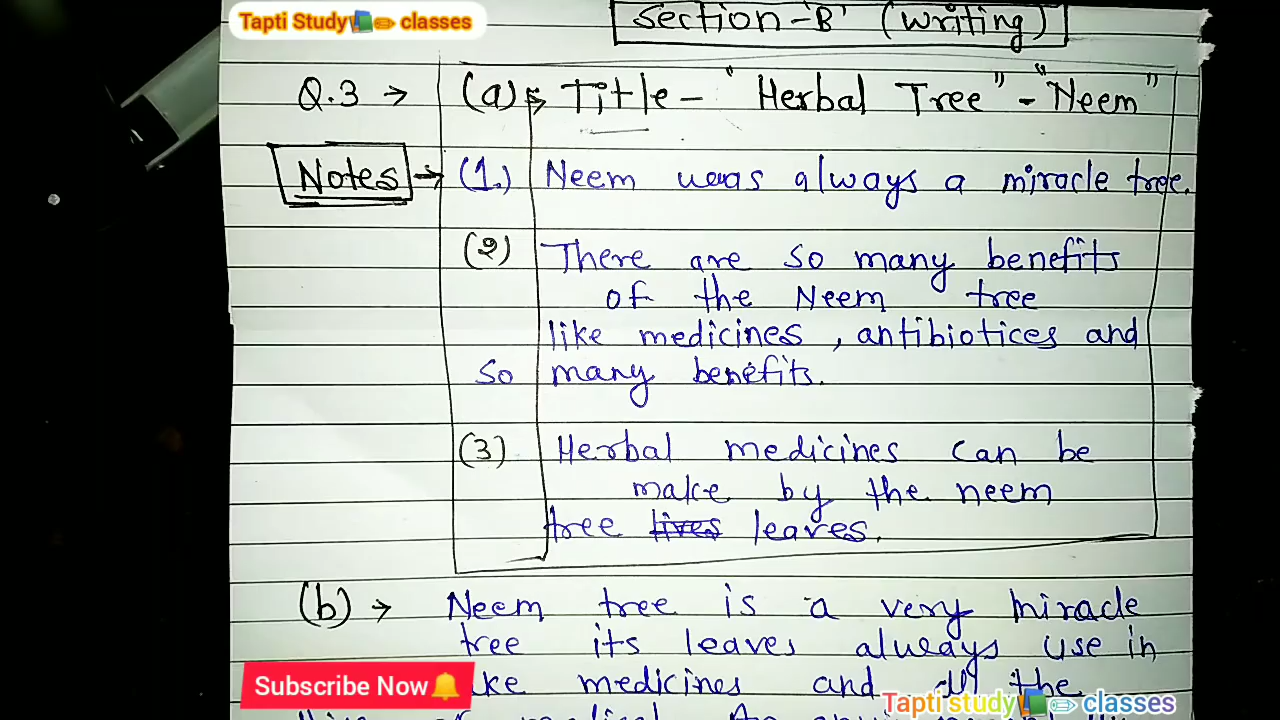 Tapti Study📚✏ classes
Section-'B' (Writing)
Q.3 → (a) Title - "Herbal Tree" - "Neem"
Notes → (1.) Neem was always a miracle tree.
(2) There are so many benefits
of the Neem tree
like medicines, antibiotices and
so many benefits.
(3) Herbal medicines can be
make by the neem
tree lives leaves.
(b) → Neem tree is a very miracle
tree its leaves always use in
medicines and all the
Subscribe Now🔔
Tapti study📚✏ classes